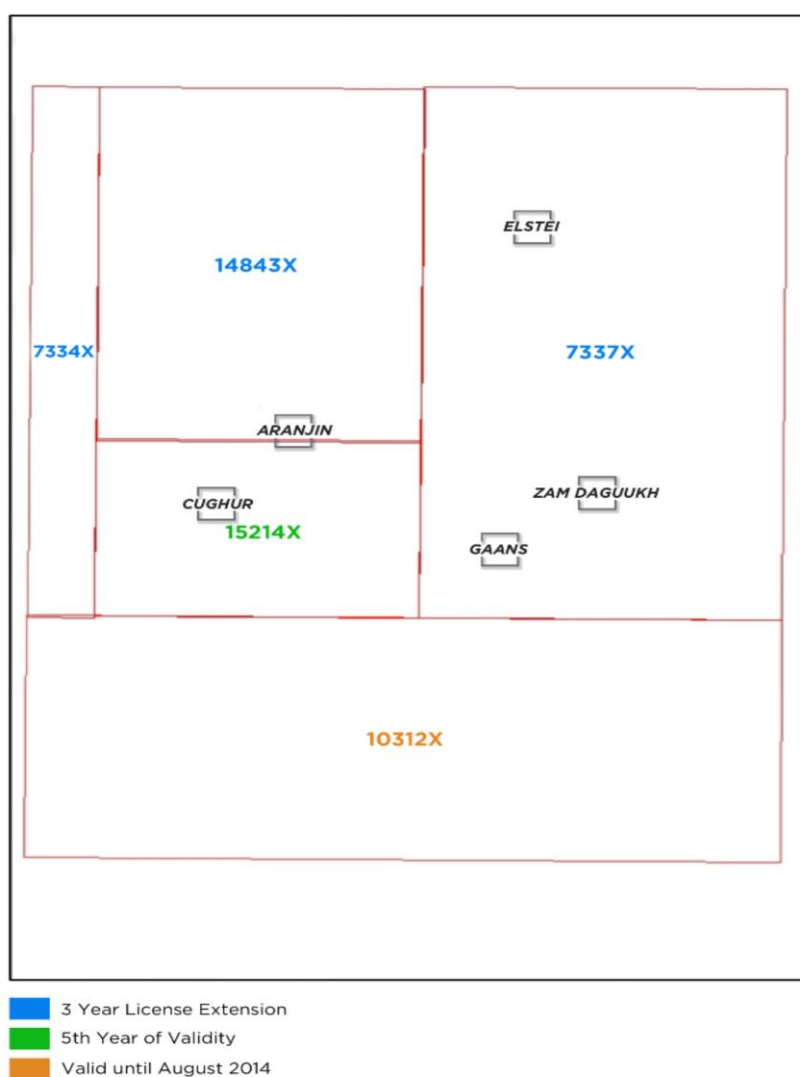 ELSTEI
14843X
7334X
7337X
ARANJIN
ZAM DAGUUKH
CUGHUR
15214X
GAANS
10312X
3 Year License Extension
5th Year of Validity
Valid until August 2014